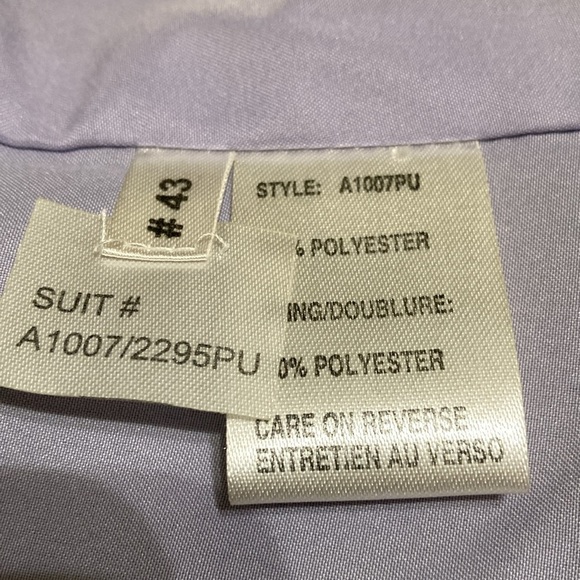 # 43
STYLE: A1007PU
% POLYESTER
ING/DOUBLURE:
0% POLYESTER
CARE ON REVERSE
ENTRETIEN AU VERSO
SUIT #
A1007/2295PU